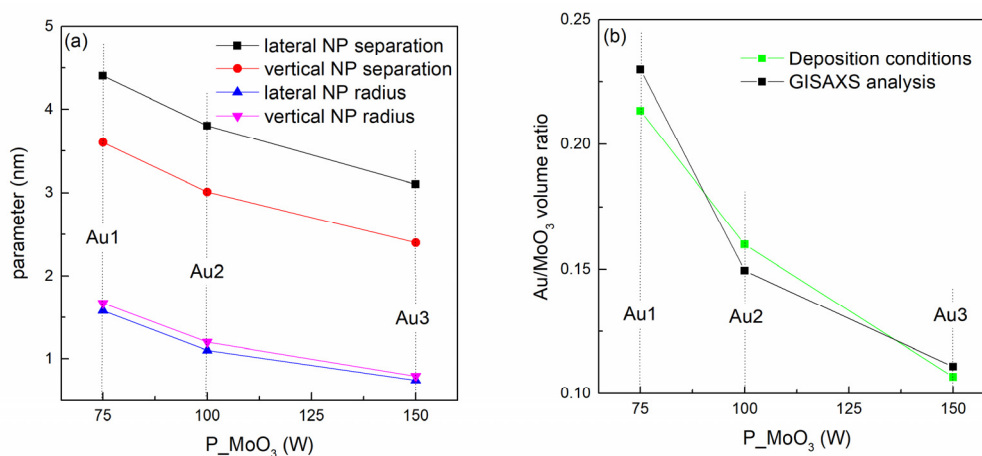 (a)
lateral NP separation
vertical NP separation
lateral NP radius
vertical NP radius
5
4
3
2
1
parameter (nm)
Au1
Au2
Au3
75
100
125
150
P_MoO₃ (W)
(b)
Deposition conditions
GISAXS analysis
0.25
0.20
0.15
0.10
Au/MoO₃ volume ratio
Au1
Au2
Au3
75
100
125
150
P_MoO₃ (W)